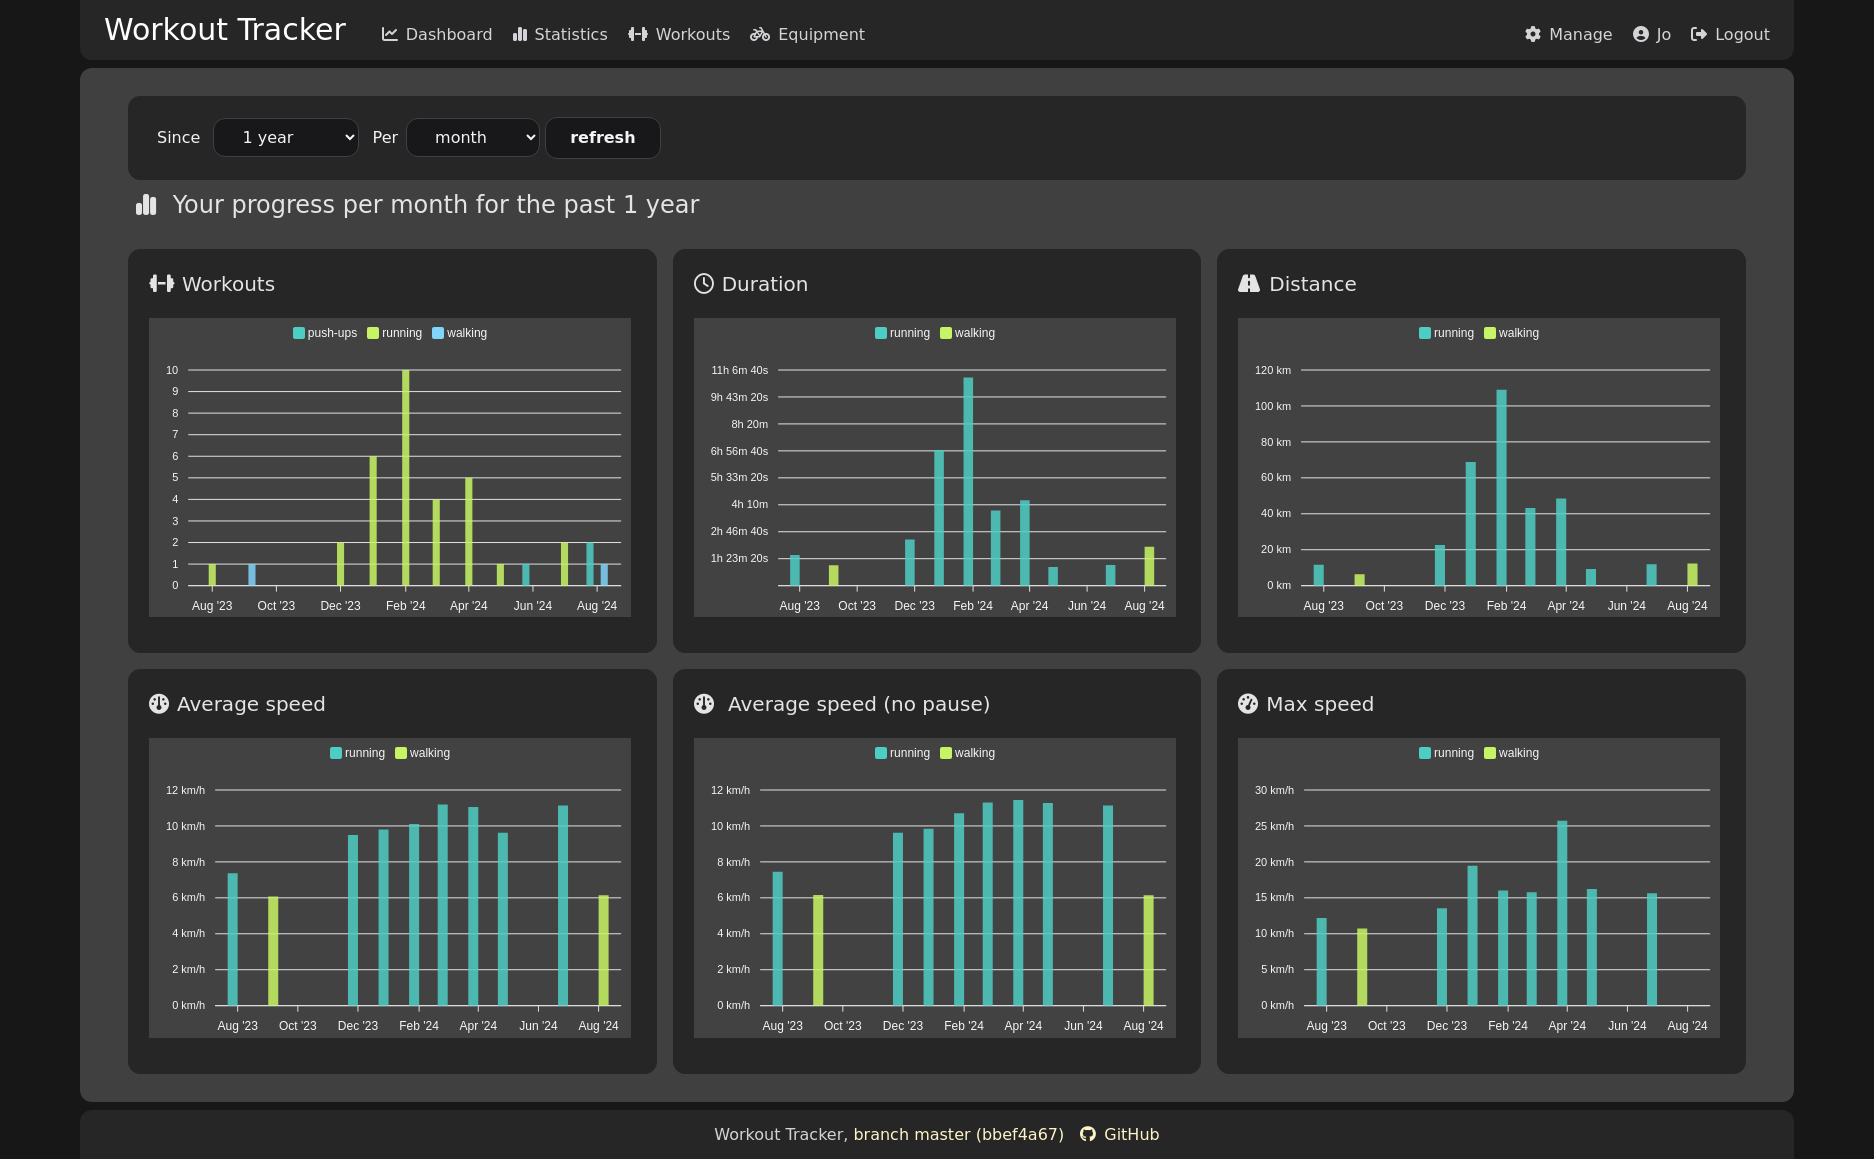 Workout Tracker Dashboard Statistics Workouts Equipment Manage Jo Logout
Since 1 year Per month refresh
Your progress per month for the past 1 year
Workouts
push-ups running walking
10
9
8
7
6
5
4
3
2
1
0
Aug '23 Oct '23 Dec '23 Feb '24 Apr '24 Jun '24 Aug '24
Duration
running walking
11h 6m 40s
9h 43m 20s
8h 20m
6h 56m 40s
5h 33m 20s
4h 10m
2h 46m 40s
1h 23m 20s
Aug '23 Oct '23 Dec '23 Feb '24 Apr '24 Jun '24 Aug '24
Distance
running walking
120 km
100 km
80 km
60 km
40 km
20 km
0 km
Aug '23 Oct '23 Dec '23 Feb '24 Apr '24 Jun '24 Aug '24
Average speed
running walking
12 km/h
10 km/h
8 km/h
6 km/h
4 km/h
2 km/h
0 km/h
Aug '23 Oct '23 Dec '23 Feb '24 Apr '24 Jun '24 Aug '24
Average speed (no pause)
running walking
12 km/h
10 km/h
8 km/h
6 km/h
4 km/h
2 km/h
0 km/h
Aug '23 Oct '23 Dec '23 Feb '24 Apr '24 Jun '24 Aug '24
Max speed
running walking
30 km/h
25 km/h
20 km/h
15 km/h
10 km/h
5 km/h
0 km/h
Aug '23 Oct '23 Dec '23 Feb '24 Apr '24 Jun '24 Aug '24
Workout Tracker, branch master (bbef4a67) GitHub